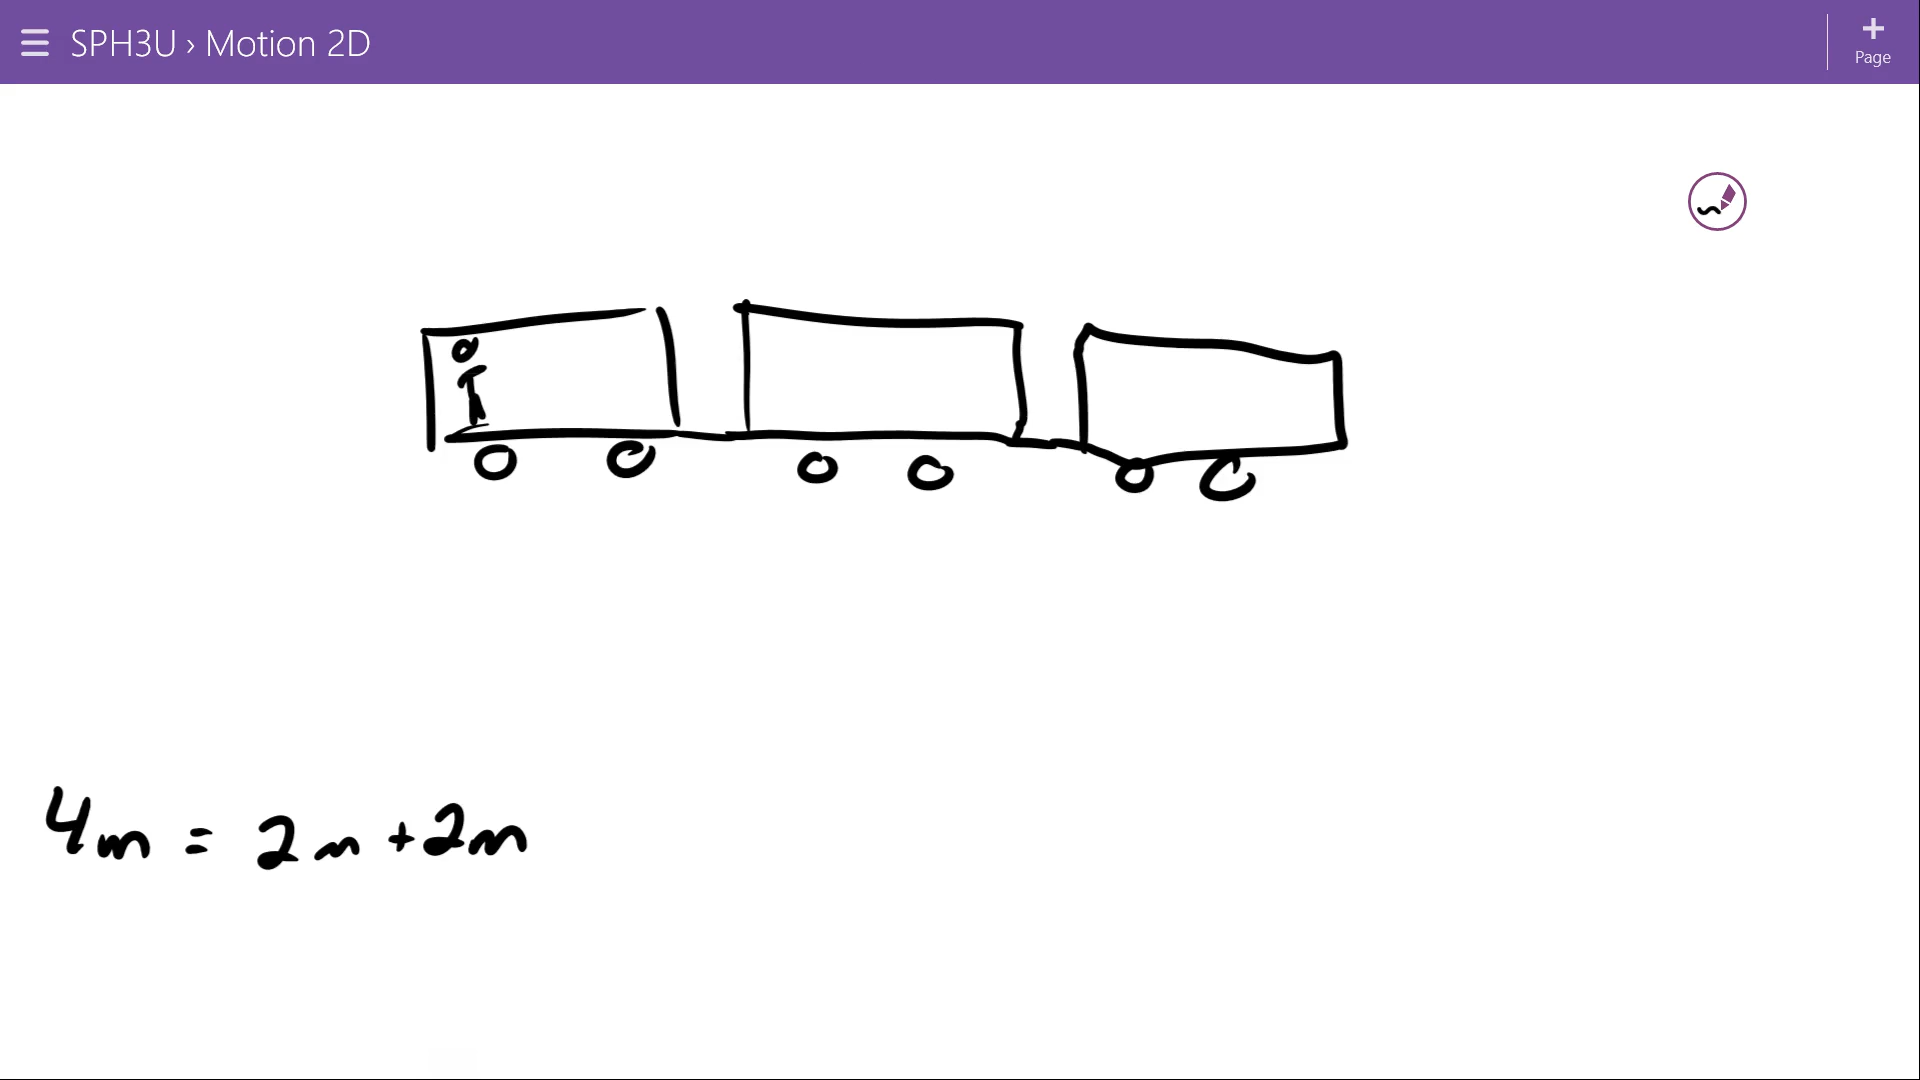 SPH3U › Motion 2D
Page
4m = 2m + 2m